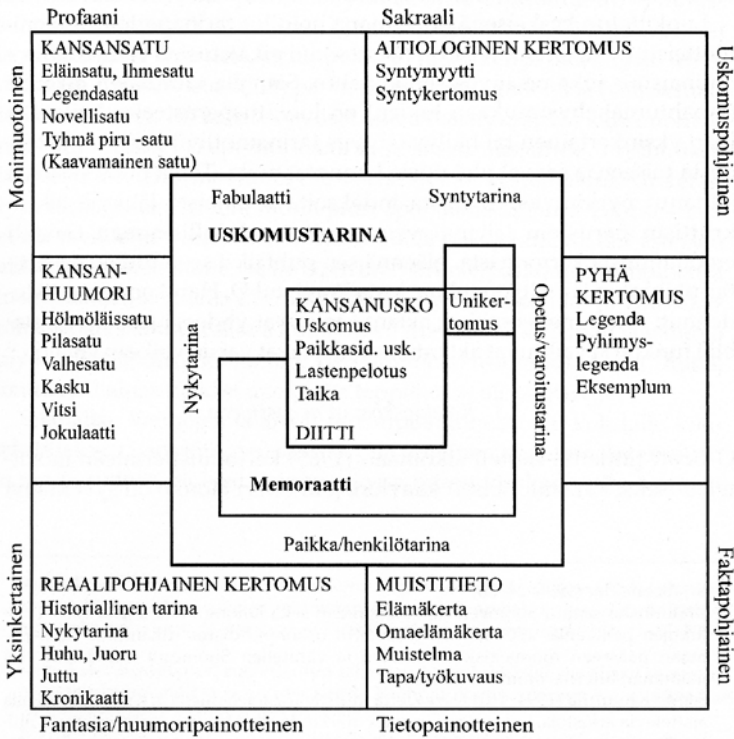 Profaani
Sakraali
Monimuotoinen
KANSANSATU
Eläinsatu, Ihmesatu
Legendasatu
Novellisatu
Tyhmä piru -satu
(Kaavamainen satu)
AITIOLOGINEN KERTOMUS
Syntymyytti
Syntykertomus
Uskomuspohjainen
Fabulaatti
Syntytarina
USKOMUSTARINA
KANSAN-
HUUMORI
Hölmöläissatu
Pilasatu
Valhesatu
Kasku
Vitsi
Jokulaatti
Nykytarina
KANSANUSKO
Uskomus
Paikkasid. usk.
Lastenpelotus
Taika
DIITTI
Uniker-
tomus
Opetus/varoitustarina
PYHÄ
KERTOMUS
Legenda
Pyhimys-
legenda
Eksemplum
Memoraatti
Paikka/henkilötarina
Yksinkertainen
REAALIPOHJAINEN KERTOMUS
Historiallinen tarina
Nykytarina
Huhu, Juoru
Juttu
Kronikaatti
MUISTITIETO
Elämäkerta
Omaelämäkerta
Muistelma
Tapa/työkuvaus
Faktapohjainen
Fantasia/huumoripainotteinen
Tietopainotteinen